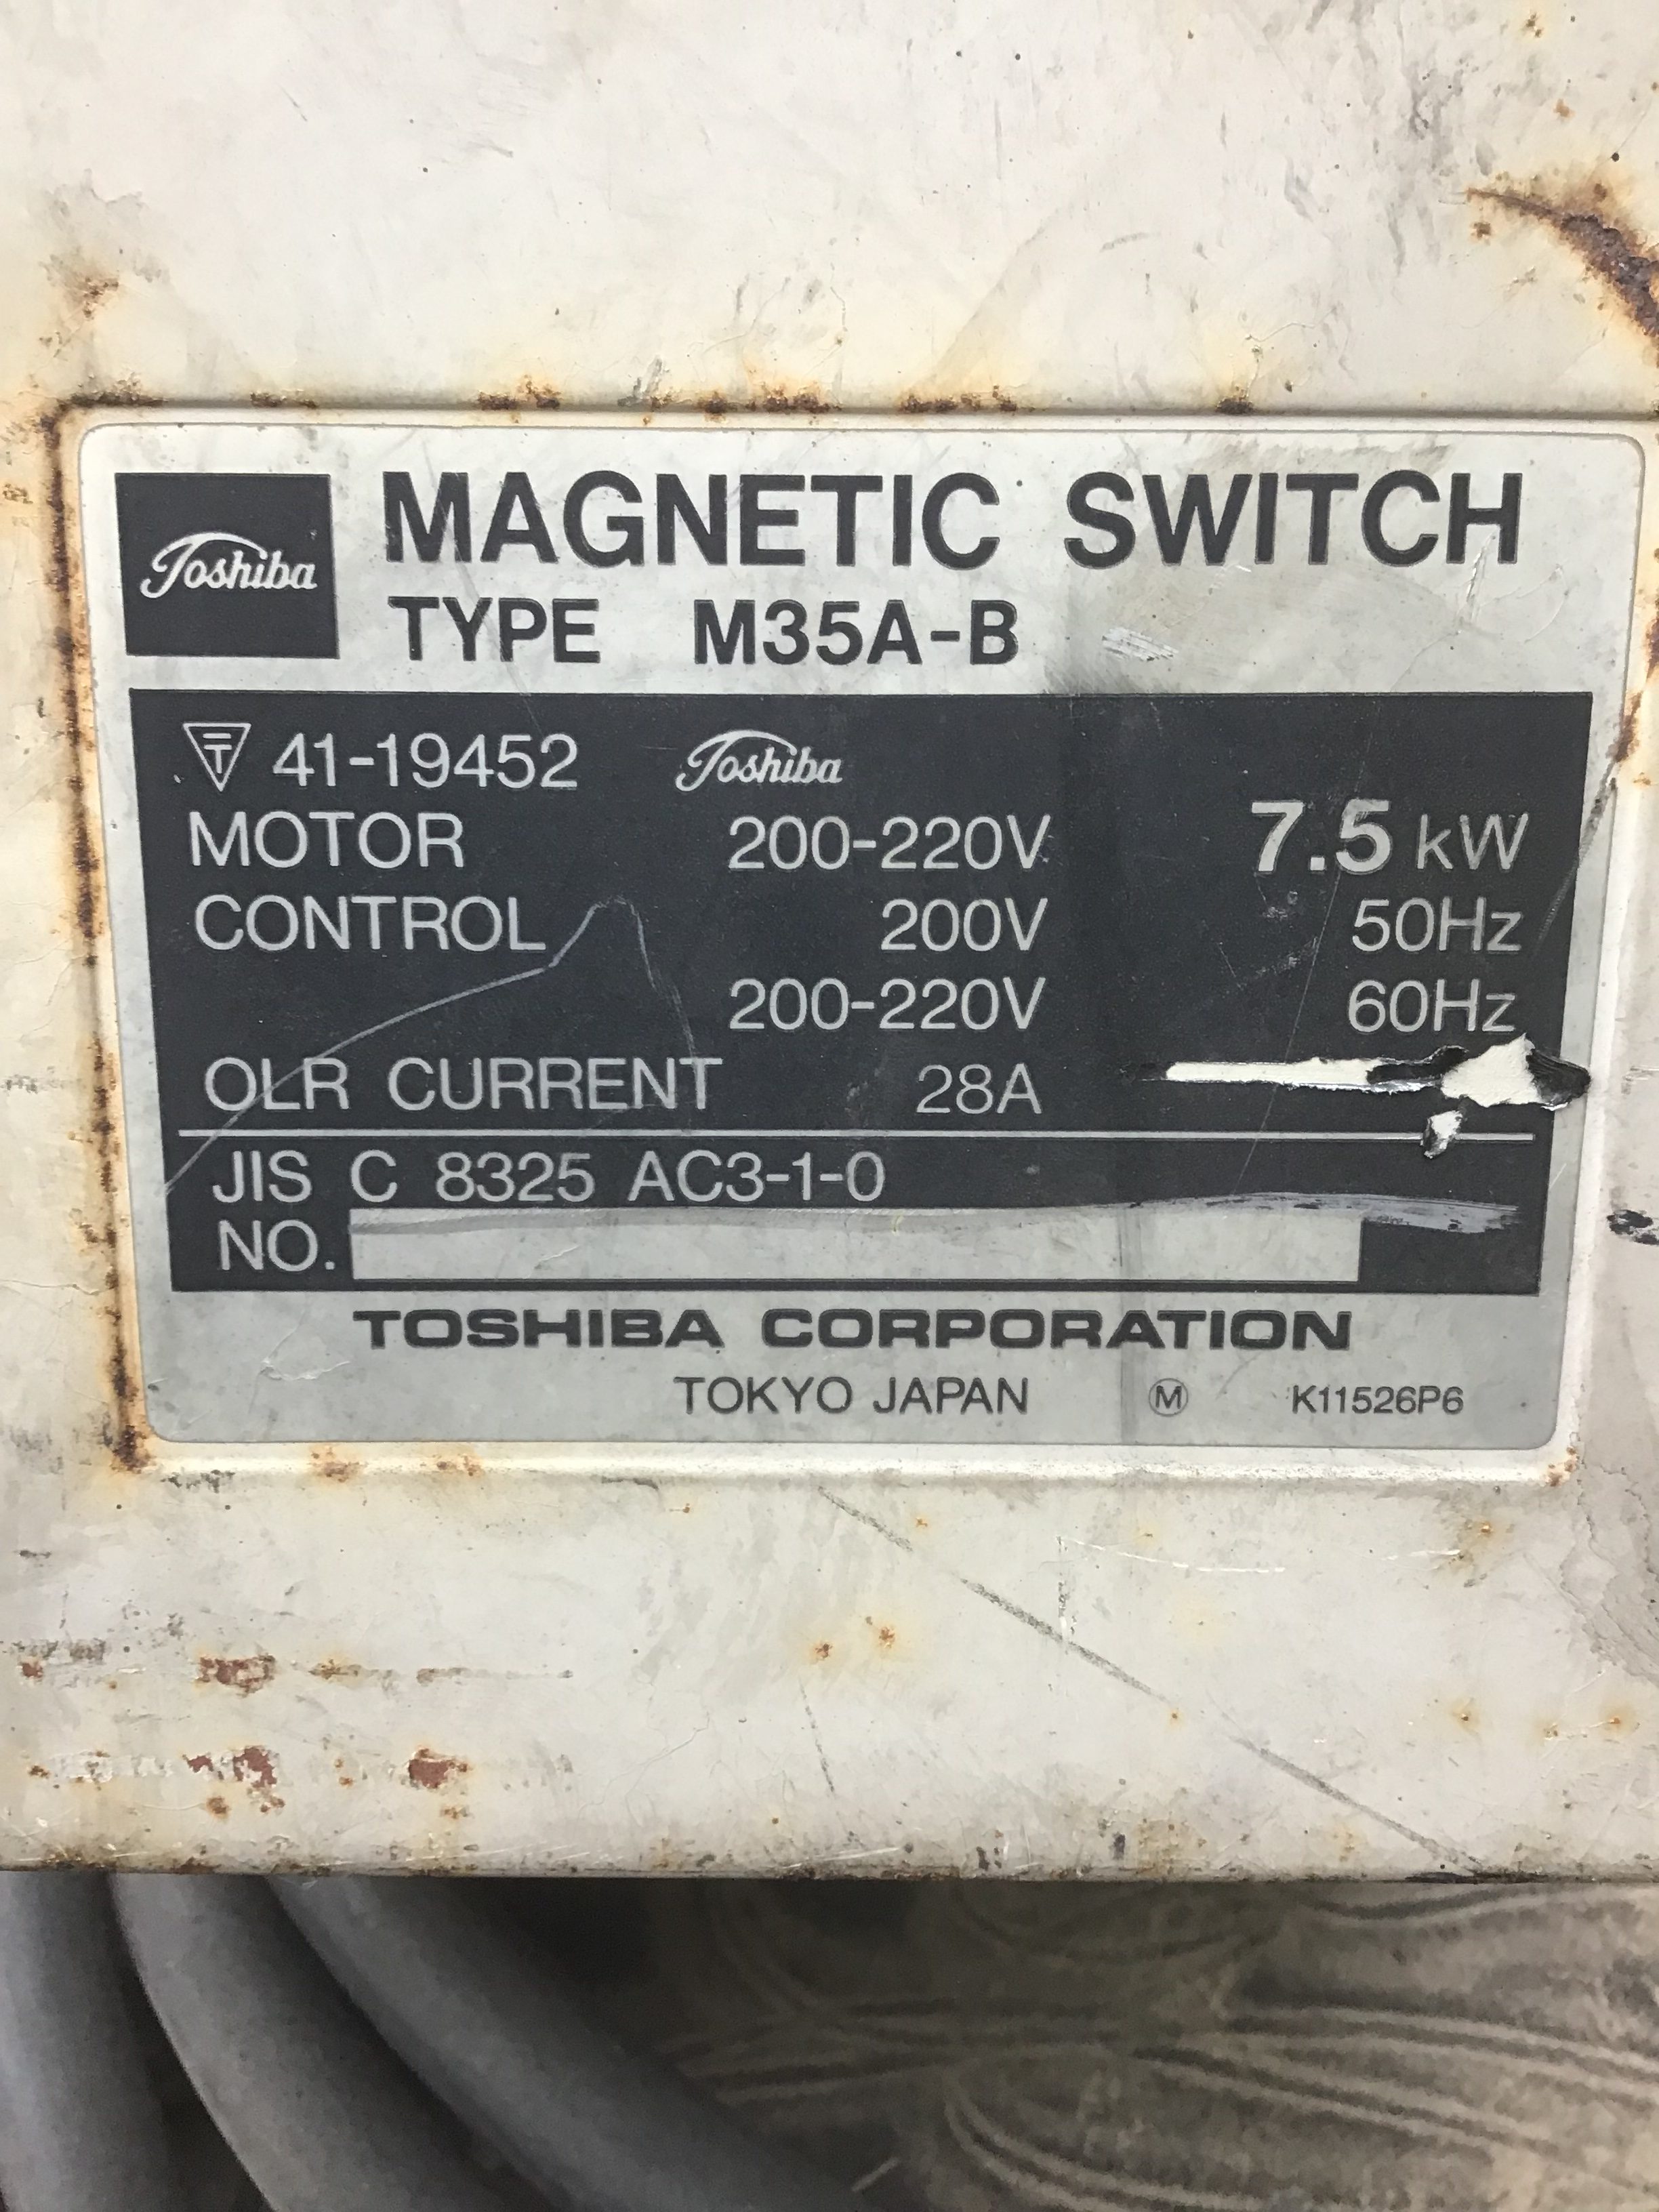 Toshiba
MAGNETIC SWITCH
TYPE M35A-B
T 41-19452 Toshiba
MOTOR 200-220V 7.5 kW
CONTROL 200V 50Hz
200-220V 60Hz
OLR CURRENT 28A
JIS C 8325 AC3-1-0
NO.
TOSHIBA CORPORATION
TOKYO JAPAN Ⓜ K11526P6